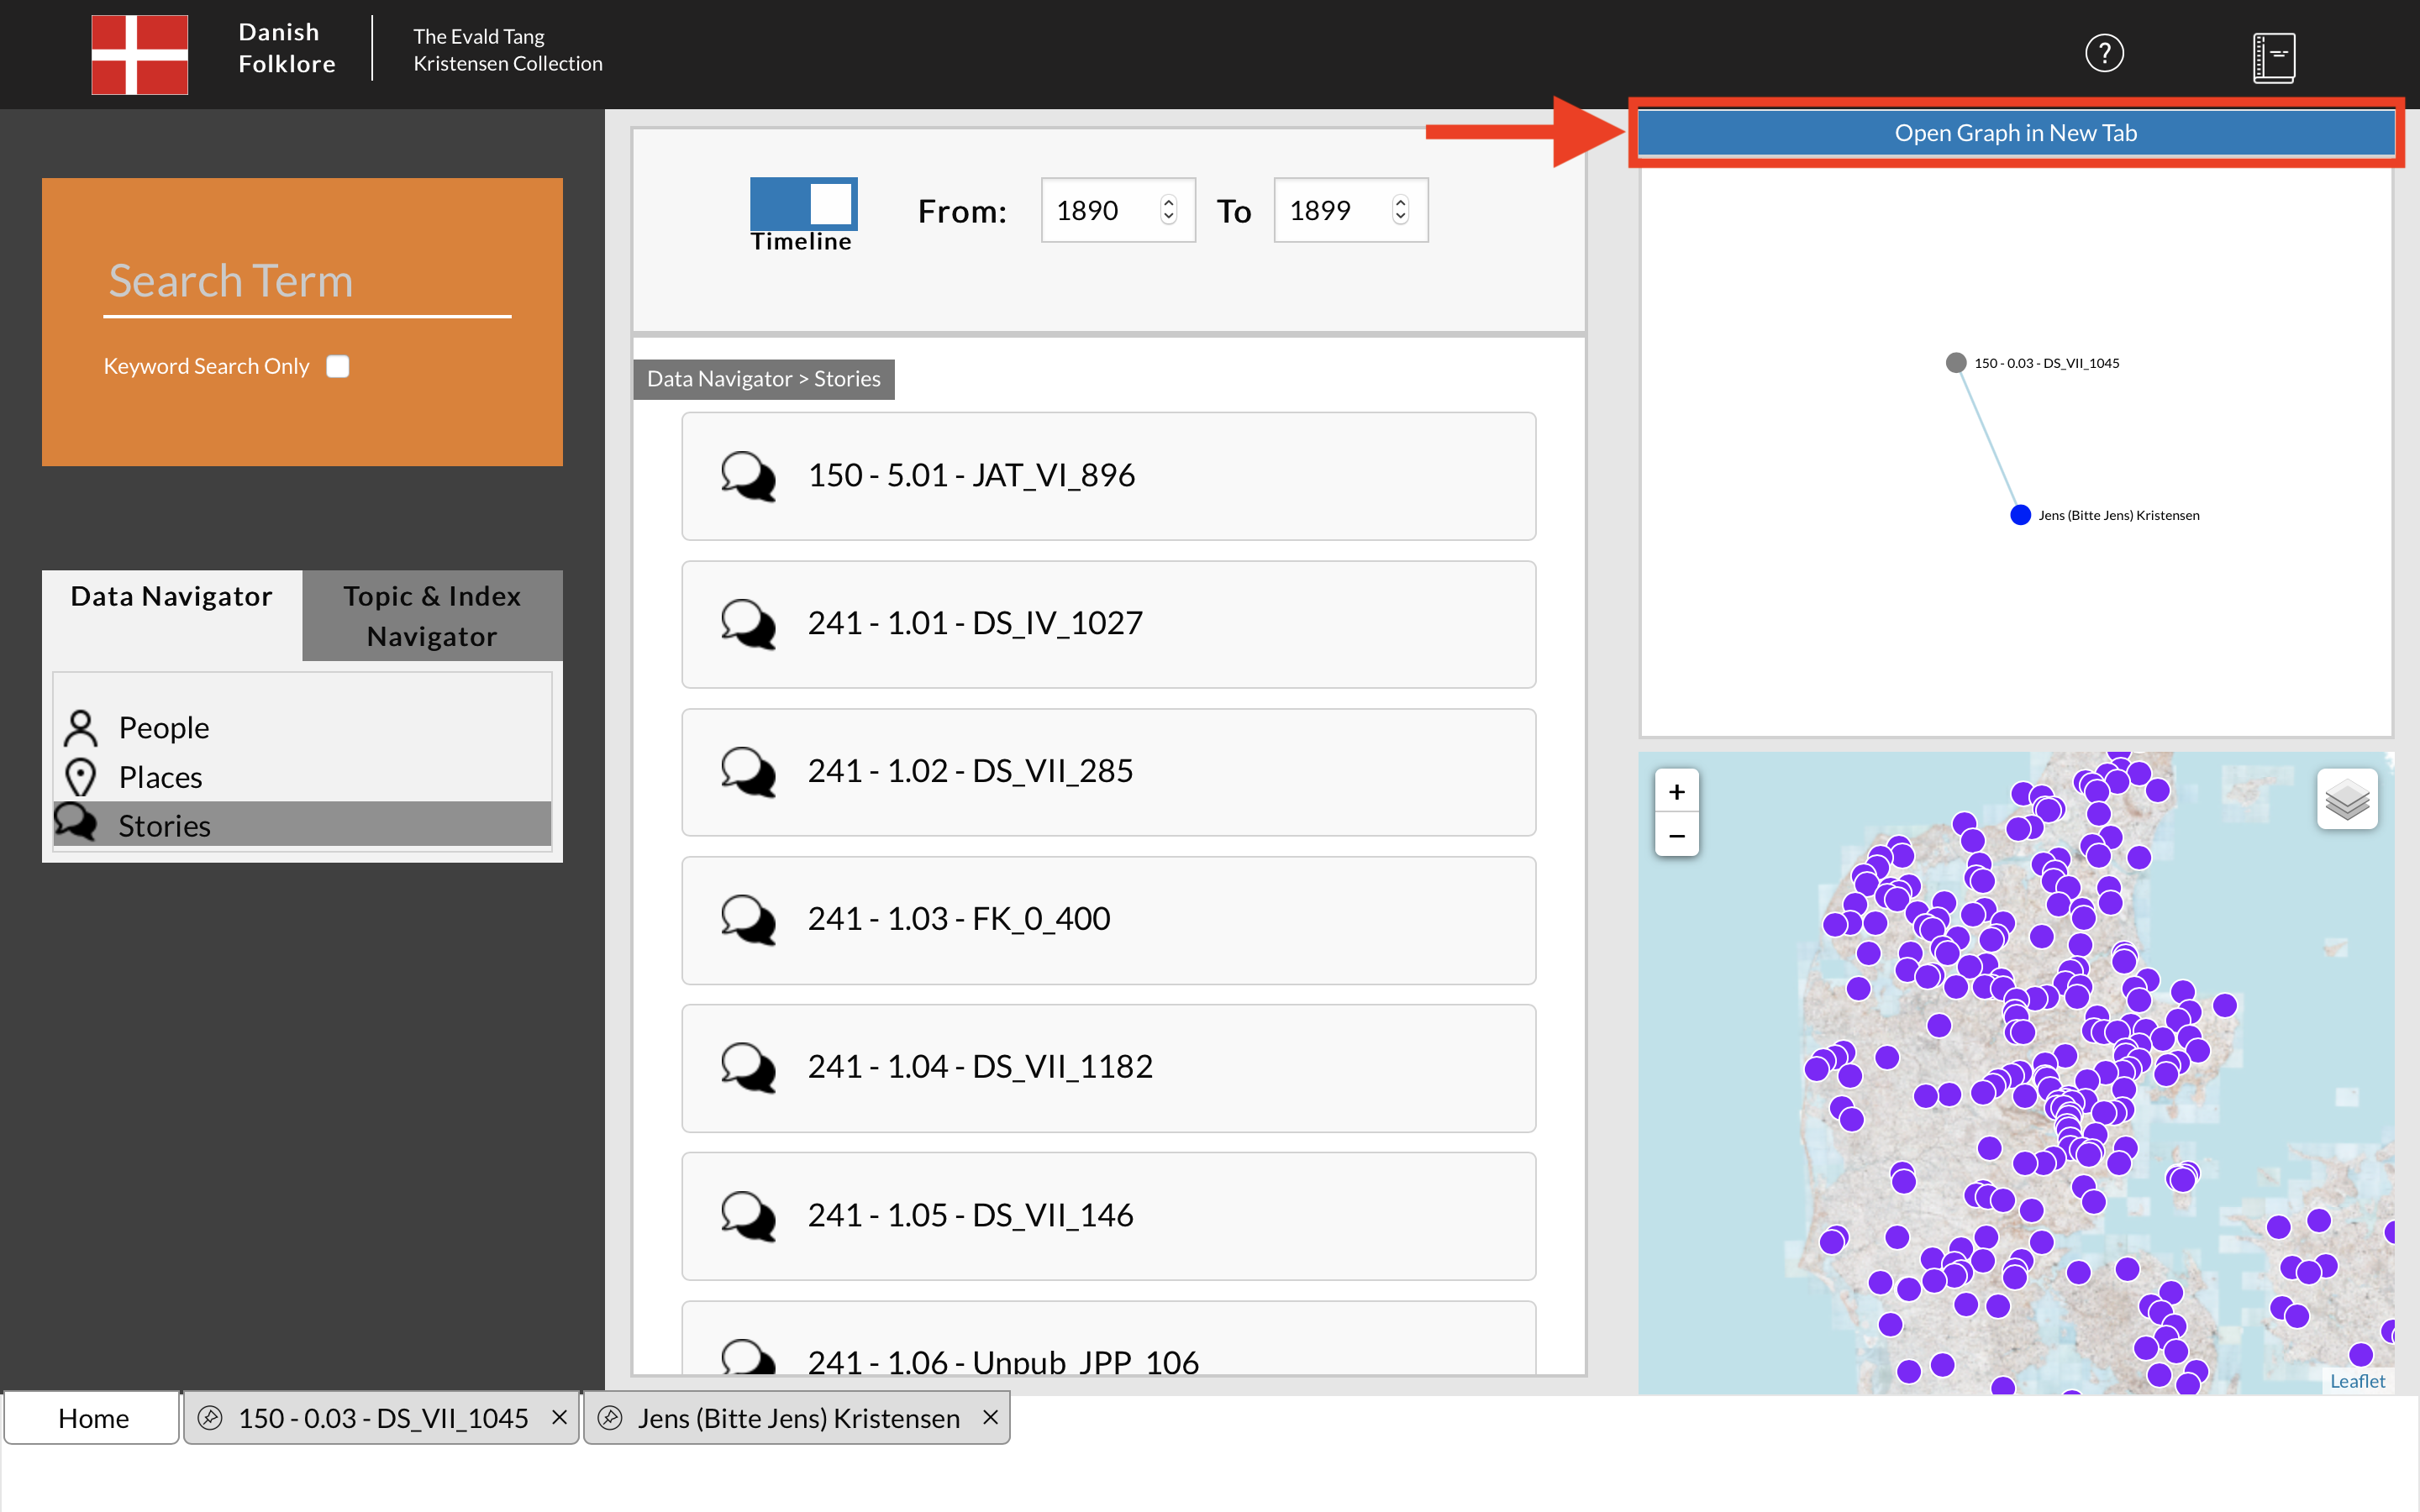 Danish
Folklore
The Evald Tang
Kristensen Collection
?
Open Graph in New Tab
Search Term
Keyword Search Only
Data Navigator
Topic & Index
Navigator
People
Places
Stories
Timeline
From:
1890
To
1899
Data Navigator > Stories
150 - 5.01 - JAT_VI_896
241 - 1.01 - DS_IV_1027
241 - 1.02 - DS_VII_285
241 - 1.03 - FK_0_400
241 - 1.04 - DS_VII_1182
241 - 1.05 - DS_VII_146
241 - 1.06 - Unpub_JPP_106
150 - 0.03 - DS_VII_1045
Jens (Bitte Jens) Kristensen
+
−
Leaflet
Home
150 - 0.03 - DS_VII_1045
Jens (Bitte Jens) Kristensen